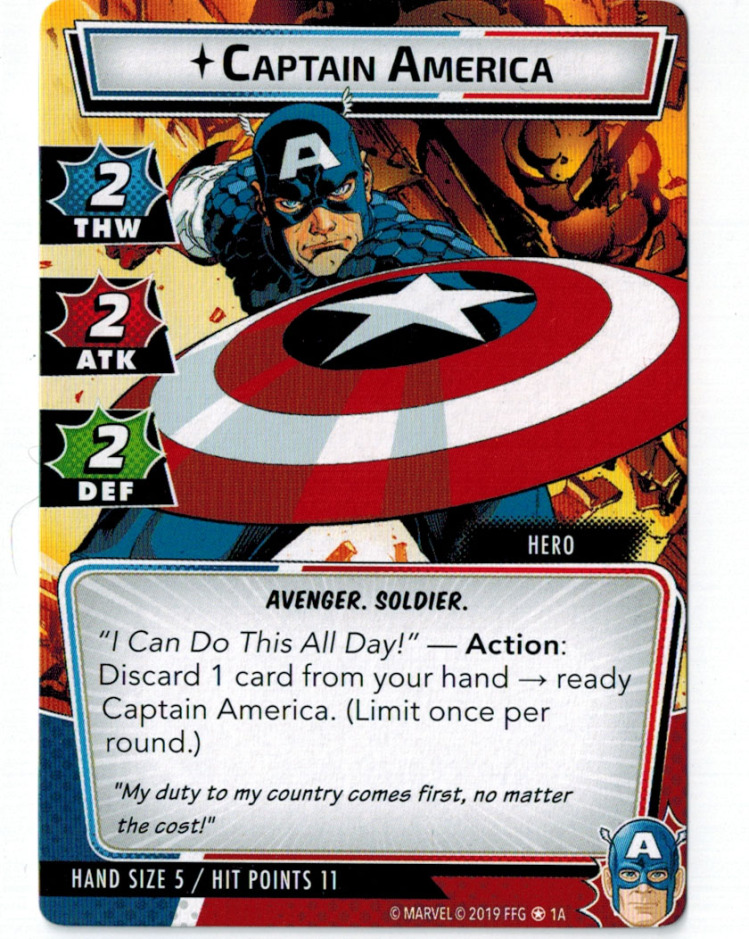 CAPTAIN AMERICA
2
THW
2
ATK
2
DEF
HERO
AVENGER. SOLDIER.
“I Can Do This All Day!” — Action:
Discard 1 card from your hand → ready
Captain America. (Limit once per
round.)
"My duty to my country comes first, no matter
the cost!"
HAND SIZE 5 / HIT POINTS 11
© MARVEL © 2019 FFG ✪ 1A
A
A